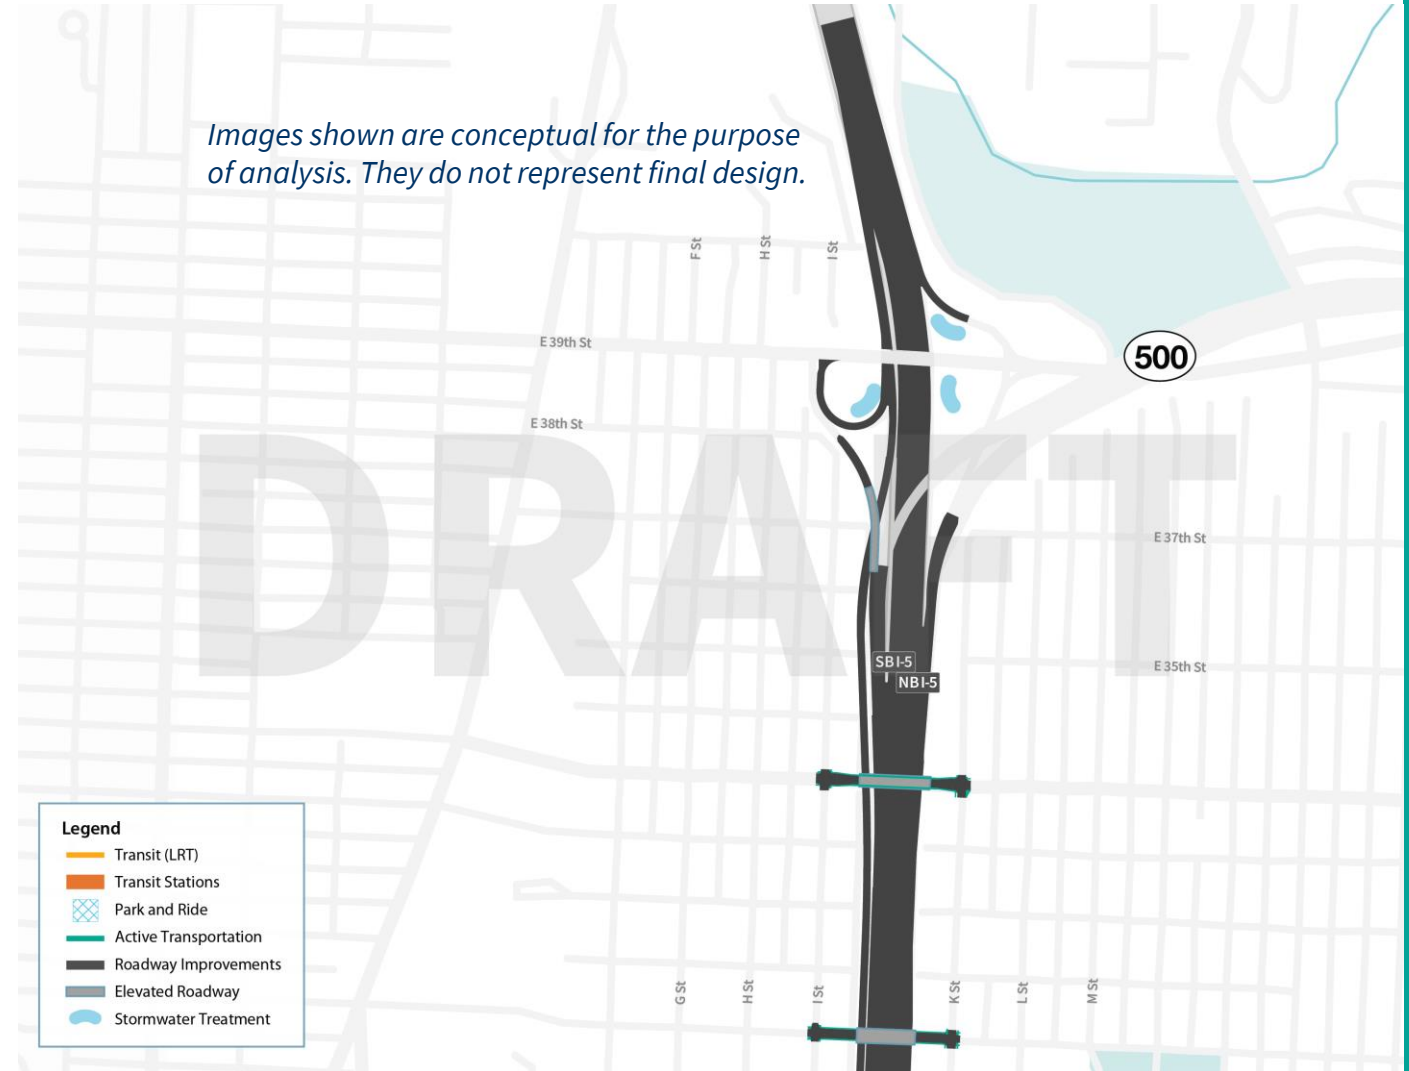 Images shown are conceptual for the purpose
of analysis. They do not represent final design.
F St
H St
I St
E 39th St
500
E 38th St
DRAFT
E 37th St
SB I-5
NB I-5
E 35th St
Legend
Transit (LRT)
Transit Stations
Park and Ride
Active Transportation
Roadway Improvements
Elevated Roadway
Stormwater Treatment
G St
H St
I St
K St
L St
M St